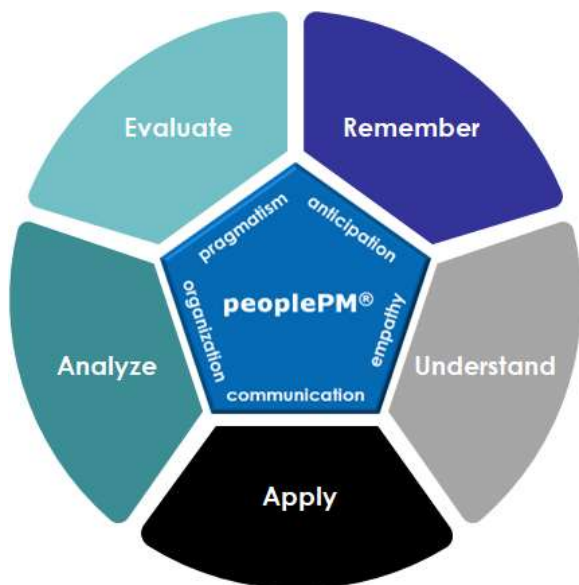 Evaluate
Remember
pragmatism
anticipation
organization
peoplePM®
empathy
Analyze
Understand
communication
Apply